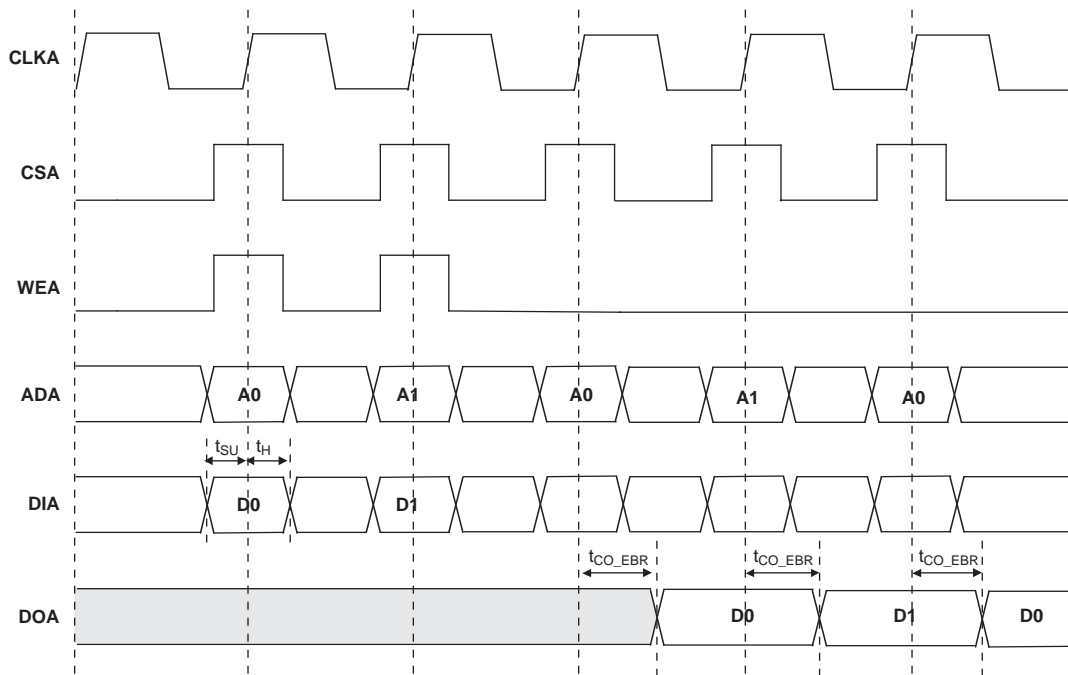 CLKA
CSA
WEA
ADA A0 A1 A0 A1 A0
tSU tH
DIA D0 D1
tCO_EBR tCO_EBR tCO_EBR
DOA D0 D1 D0